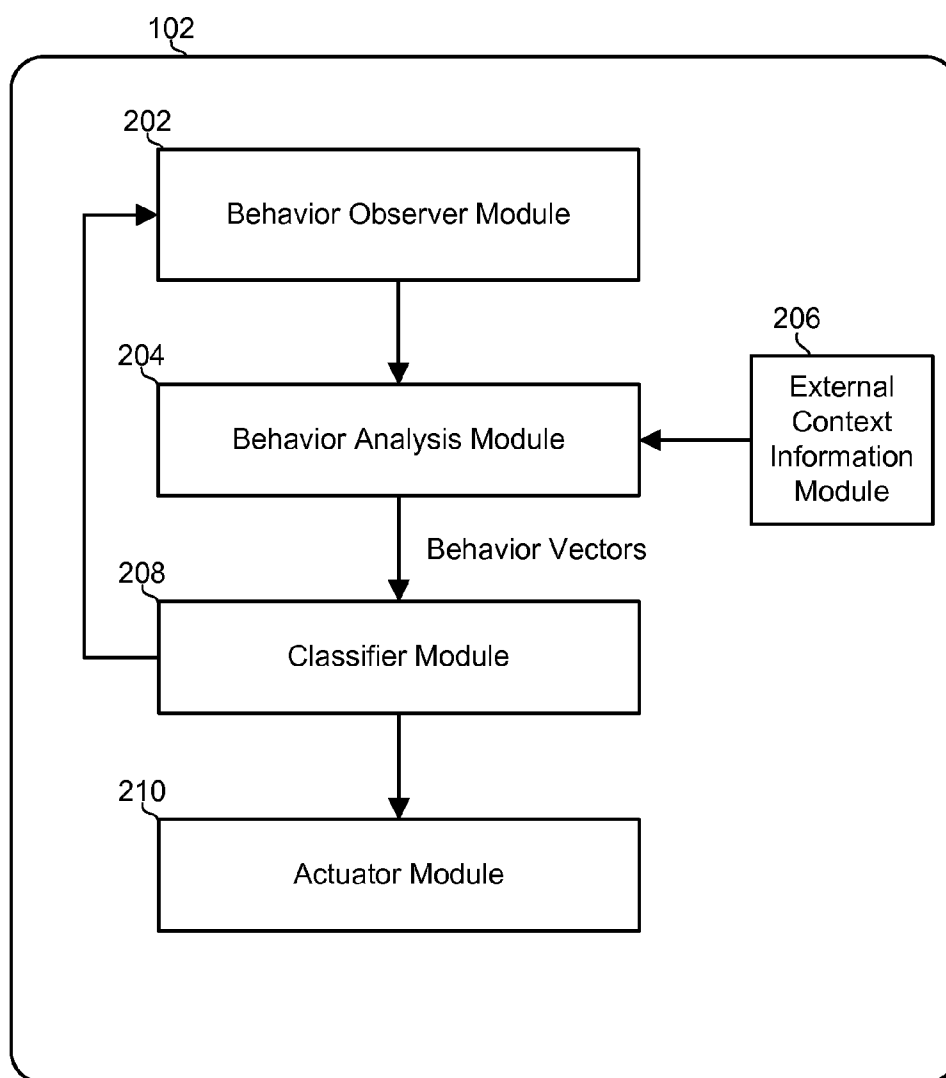 102
202
Behavior Observer Module
206
204
External
Context
Information
Module
Behavior Analysis Module
Behavior Vectors
208
Classifier Module
210
Actuator Module